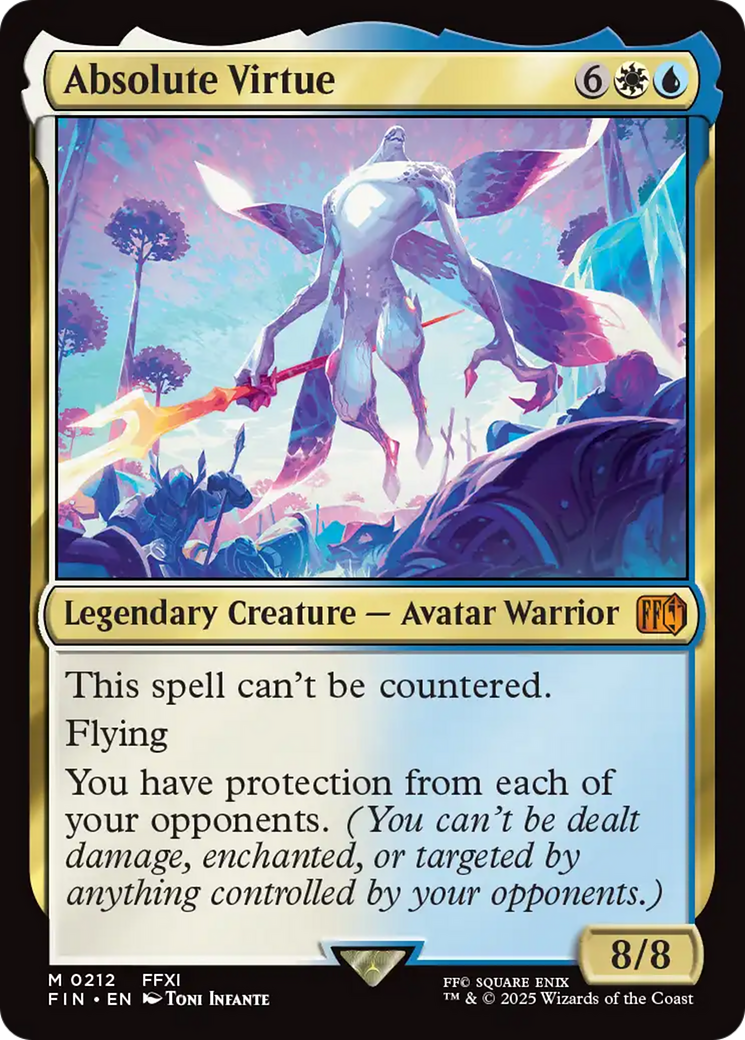 Absolute Virtue 6
Legendary Creature — Avatar Warrior FF
This spell can't be countered.
Flying
You have protection from each of
your opponents. (You can't be dealt
damage, enchanted, or targeted by
anything controlled by your opponents.)
8/8
M 0212 FFXI
FIN • EN Toni Infante
FF© SQUARE ENIX
™ & © 2025 Wizards of the Coast